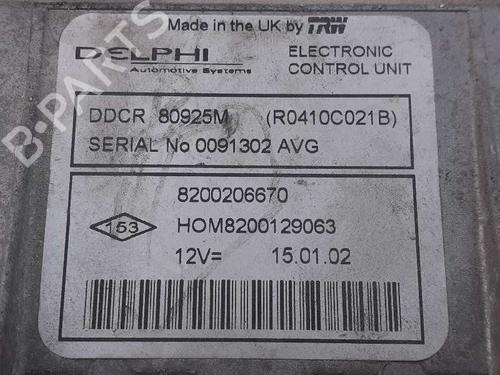 Made in the UK by TRW
DELPHI
Automotive Systems
ELECTRONIC
CONTROL UNIT
DDCR 80925M (R0410C021B)
SERIAL No 0091302 AVG
8200206670
153
HOM8200129063
12V= 15.01.02
B-PARTS